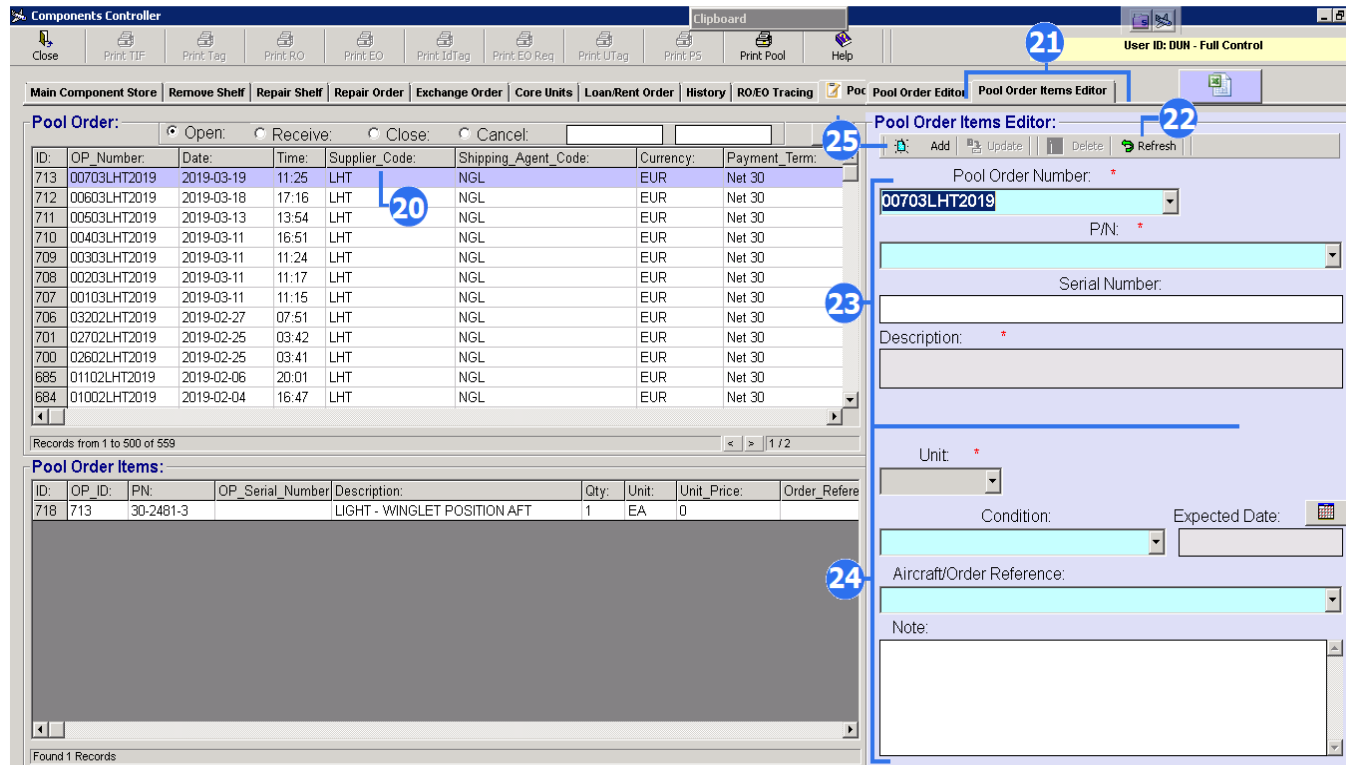 Components Controller
Clipboard
Close Print TIF Print Tag Print RO Print EO Print IdTag Print EO Req Print UTag Print PS Print Pool Help
21
User ID: DUN - Full Control
Main Component Store Remove Shelf Repair Shelf Repair Order Exchange Order Core Units Loan/Rent Order History RO/EO Tracing Poo Pool Order Editor Pool Order Items Editor
Pool Order:
Open: Receive: Close: Cancel:
ID: OP_Number: Date: Time: Supplier_Code: Shipping_Agent_Code: Currency: Payment_Term:
713 00703LHT2019 2019-03-19 11:25 LHT NGL EUR Net 30
712 00603LHT2019 2019-03-18 17:16 LHT NGL EUR Net 30
711 00503LHT2019 2019-03-13 13:54 LHT NGL EUR Net 30
710 00403LHT2019 2019-03-11 16:51 LHT NGL EUR Net 30
709 00303LHT2019 2019-03-11 11:24 LHT NGL EUR Net 30
708 00203LHT2019 2019-03-11 11:17 LHT NGL EUR Net 30
707 00103LHT2019 2019-03-11 11:15 LHT NGL EUR Net 30
706 03202LHT2019 2019-02-27 07:51 LHT NGL EUR Net 30
701 02702LHT2019 2019-02-25 03:42 LHT NGL EUR Net 30
700 02602LHT2019 2019-02-25 03:41 LHT NGL EUR Net 30
685 01102LHT2019 2019-02-06 20:01 LHT NGL EUR Net 30
684 01002LHT2019 2019-02-04 16:47 LHT NGL EUR Net 30
20
Records from 1 to 500 of 559
< > 1 / 2
Pool Order Items:
ID: OP_ID: PN: OP_Serial_Number Description: Qty: Unit: Unit_Price: Order_Refere
718 713 30-2481-3 LIGHT - WINGLET POSITION AFT 1 EA 0
Found 1 Records
Pool Order Items Editor:
22
25
Add Update Delete Refresh
Pool Order Number: *
00703LHT2019
P/N: *
Serial Number:
23
Description: *
Unit: *
Condition: Expected Date:
24
Aircraft/Order Reference:
Note: